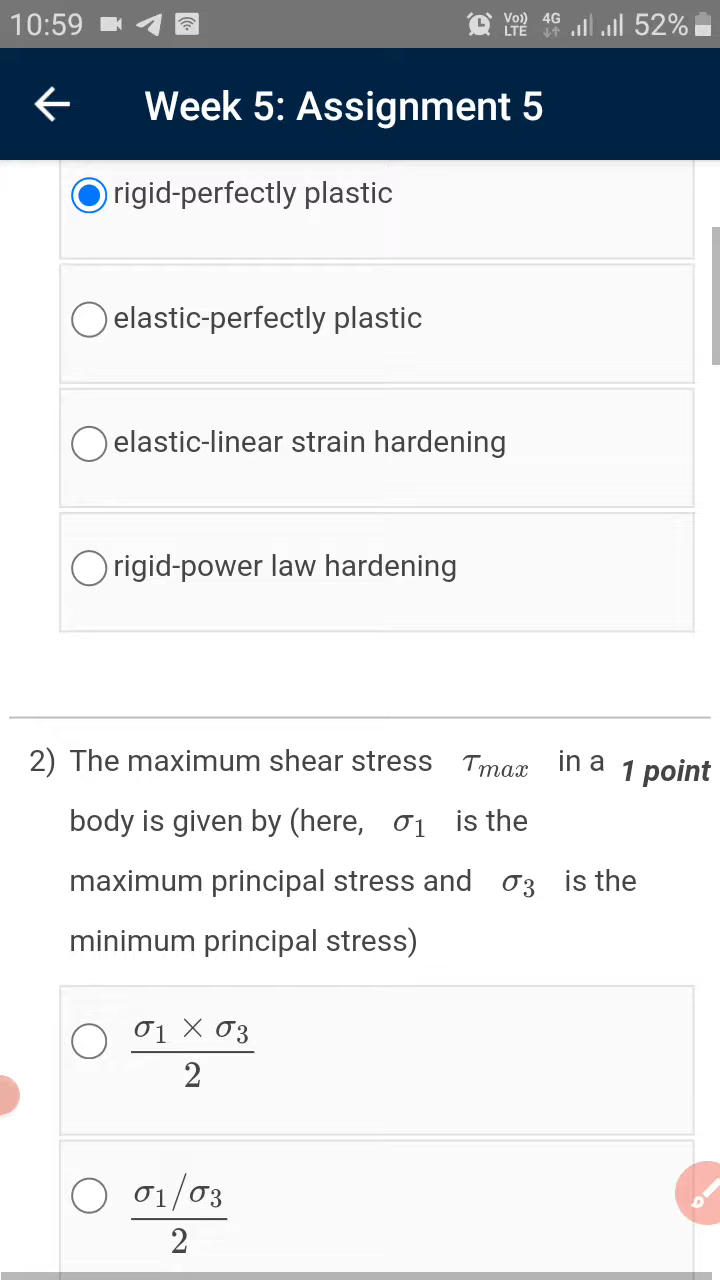 10:59 Vo)) LTE 4G 52%
Week 5: Assignment 5
rigid-perfectly plastic
elastic-perfectly plastic
elastic-linear strain hardening
rigid-power law hardening
2) The maximum shear stress τmax in a 1 point
body is given by (here, σ1 is the
maximum principal stress and σ3 is the
minimum principal stress)
σ1 × σ3
2
σ1/σ3
2